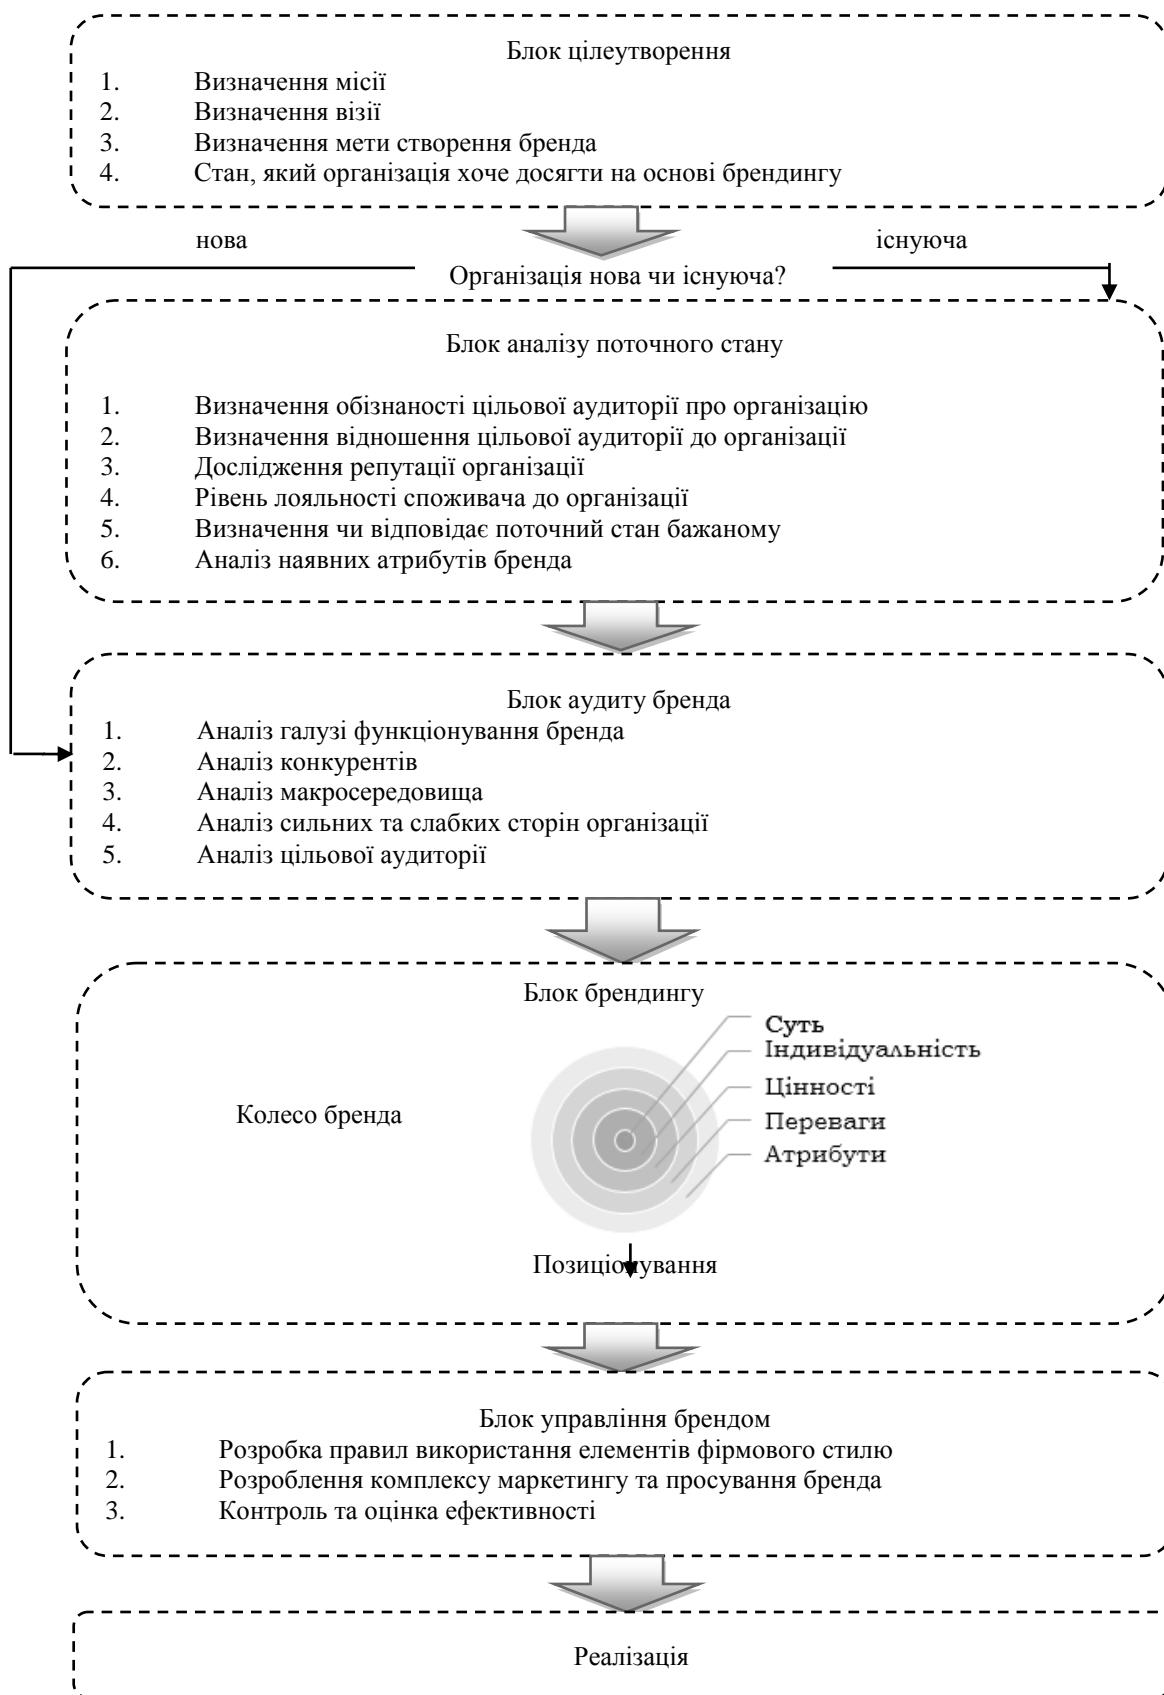 Блок цілеутворення
1. Визначення місії
2. Визначення візії
3. Визначення мети створення бренда
4. Стан, який організація хоче досягти на основі брендингу
нова
існуюча
Організація нова чи існуюча?
Блок аналізу поточного стану
1. Визначення обізнаності цільової аудиторії про організацію
2. Визначення відношення цільової аудиторії до організації
3. Дослідження репутації організації
4. Рівень лояльності споживача до організації
5. Визначення чи відповідає поточний стан бажаному
6. Аналіз наявних атрибутів бренда
Блок аудиту бренда
1. Аналіз галузі функціонування бренда
2. Аналіз конкурентів
3. Аналіз макросередовища
4. Аналіз сильних та слабких сторін організації
5. Аналіз цільової аудиторії
Блок брендингу
Суть
Індивідуальність
Цінності
Переваги
Атрибути
Колесо бренда
Позиціонування
Блок управління брендом
1. Розробка правил використання елементів фірмового стилю
2. Розроблення комплексу маркетингу та просування бренда
3. Контроль та оцінка ефективності
Реалізація